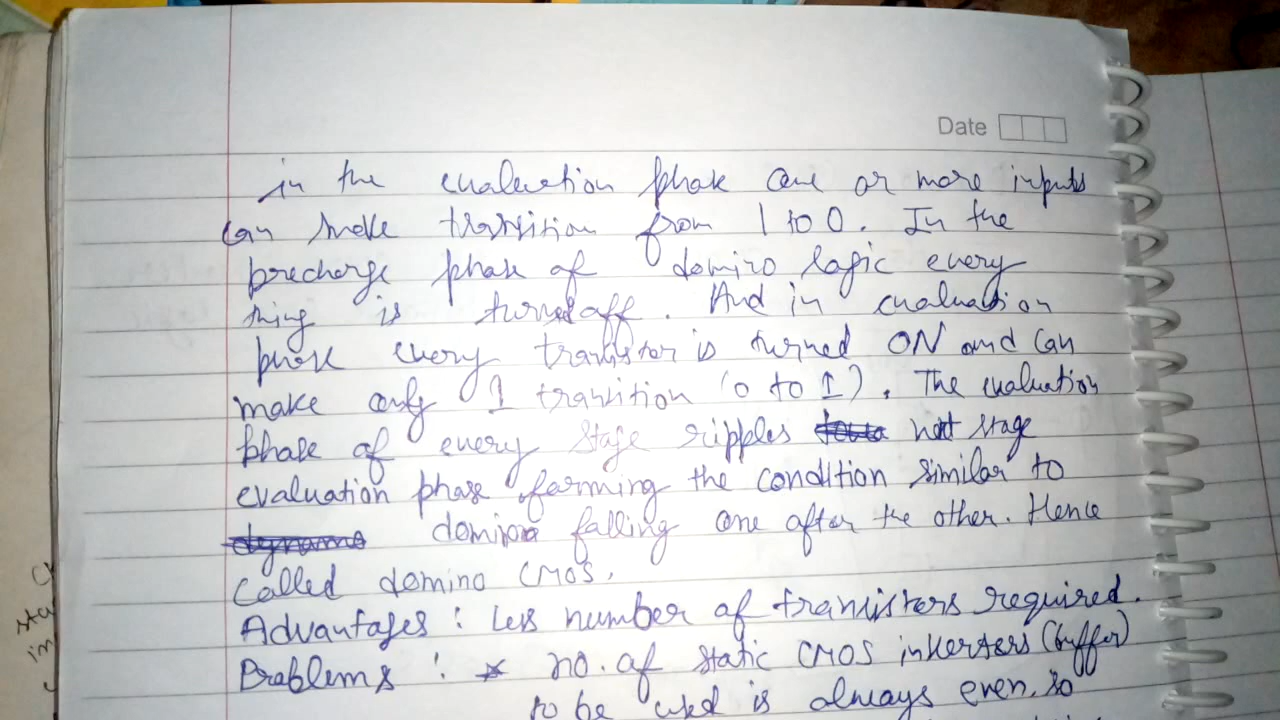 Date
in the evaluation phase one or more inputs
can make transition from 1 to 0. In the
precharge phase of domino logic every
thing is turned off. And in evaluation
phase every transistor is turned ON and can
make only 1 transition (0 to 1). The evaluation
phase of every stage ripples next stage
evaluation phase forming the condition similar to
domino falling one after the other. Hence
called domino CMOS.
Advantages : Less number of transistors required.
Problems : * no. of static CMOS inverters (buffer)
to be used is always even, so